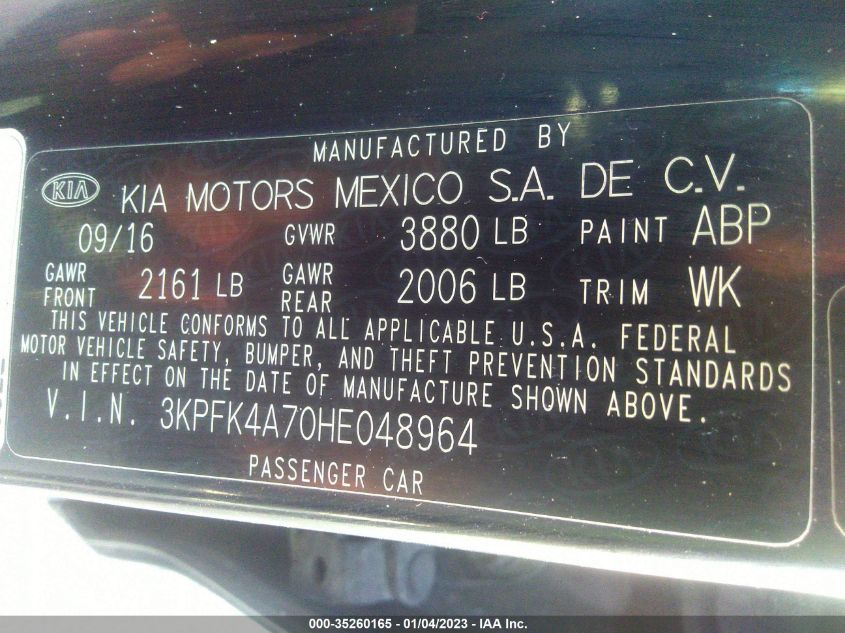 MANUFACTURED BY
KIA KIA MOTORS MEXICO S.A. DE C.V.
09/16 GVWR 3880 LB PAINT ABP
GAWR FRONT 2161 LB GAWR REAR 2006 LB TRIM WK
THIS VEHICLE CONFORMS TO ALL APPLICABLE U.S.A. FEDERAL
MOTOR VEHICLE SAFETY, BUMPER, AND THEFT PREVENTION STANDARDS
IN EFFECT ON THE DATE OF MANUFACTURE SHOWN ABOVE.
V.I.N. 3KPFK4A70HE048964
PASSENGER CAR
000-35260165 - 01/04/2023 - IAA Inc.